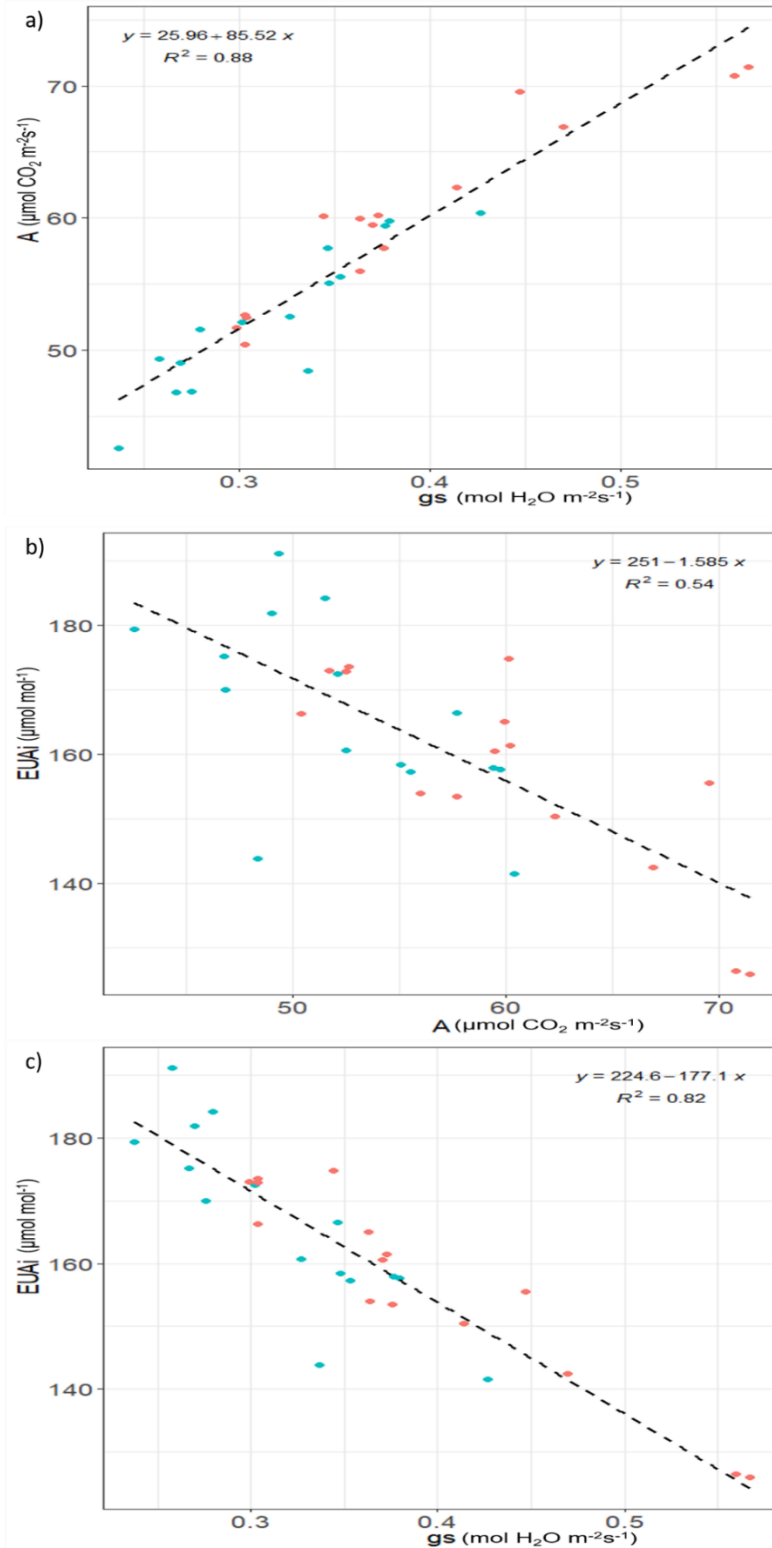 a)
y = 25.96 + 85.52 x
R² = 0.88
A (µmol CO₂ m⁻²s⁻¹)
70
60
50
0.3 0.4 0.5
gs (mol H₂O m⁻²s⁻¹)
b)
y = 251 − 1.585 x
R² = 0.54
EUAi (µmol mol⁻¹)
180
160
140
50 60 70
A (µmol CO₂ m⁻²s⁻¹)
c)
y = 224.6 − 177.1 x
R² = 0.82
EUAi (µmol mol⁻¹)
180
160
140
0.3 0.4 0.5
gs (mol H₂O m⁻²s⁻¹)